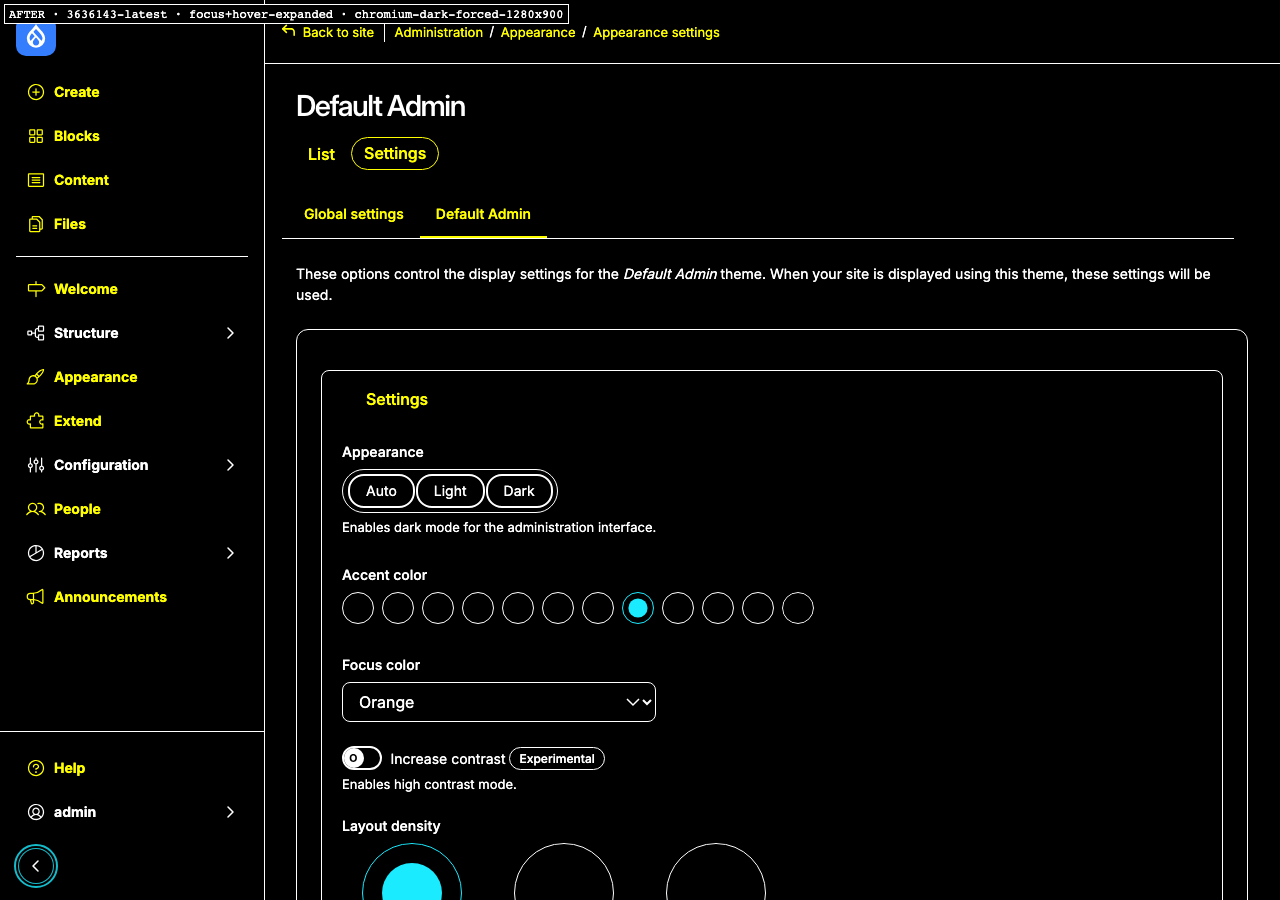 AFTER · 3636143-latest · focus+hover-expanded · chromium-dark-forced-1280x900
Back to site
Administration / Appearance / Appearance settings
Create
Blocks
Content
Files
Welcome
Structure
Appearance
Extend
Configuration
People
Reports
Announcements
Help
admin
Default Admin
List
Settings
Global settings
Default Admin
These options control the display settings for the Default Admin theme. When your site is displayed using this theme, these settings will be
used.
Settings
Appearance
Auto
Light
Dark
Enables dark mode for the administration interface.
Accent color
Focus color
Orange
Increase contrast
Experimental
Enables high contrast mode.
Layout density